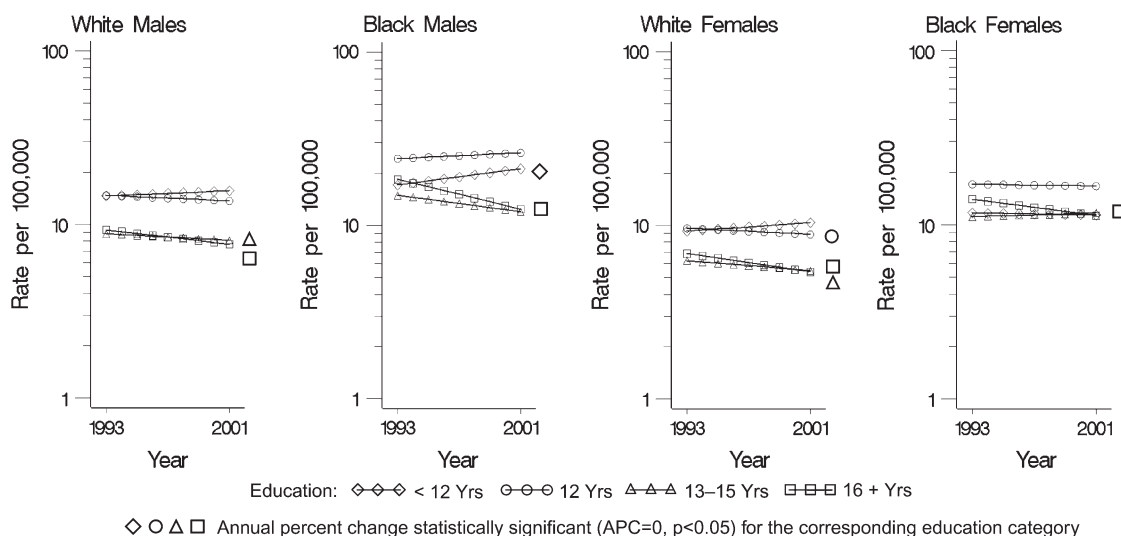 White Males
Black Males
White Females
Black Females
100
10
1
Rate per 100,000
1993
2001
Year
100
10
1
Rate per 100,000
1993
2001
Year
100
10
1
Rate per 100,000
1993
2001
Year
100
10
1
Rate per 100,000
1993
2001
Year
Education: < 12 Yrs 12 Yrs 13–15 Yrs 16 + Yrs
Annual percent change statistically significant (APC=0, p<0.05) for the corresponding education category